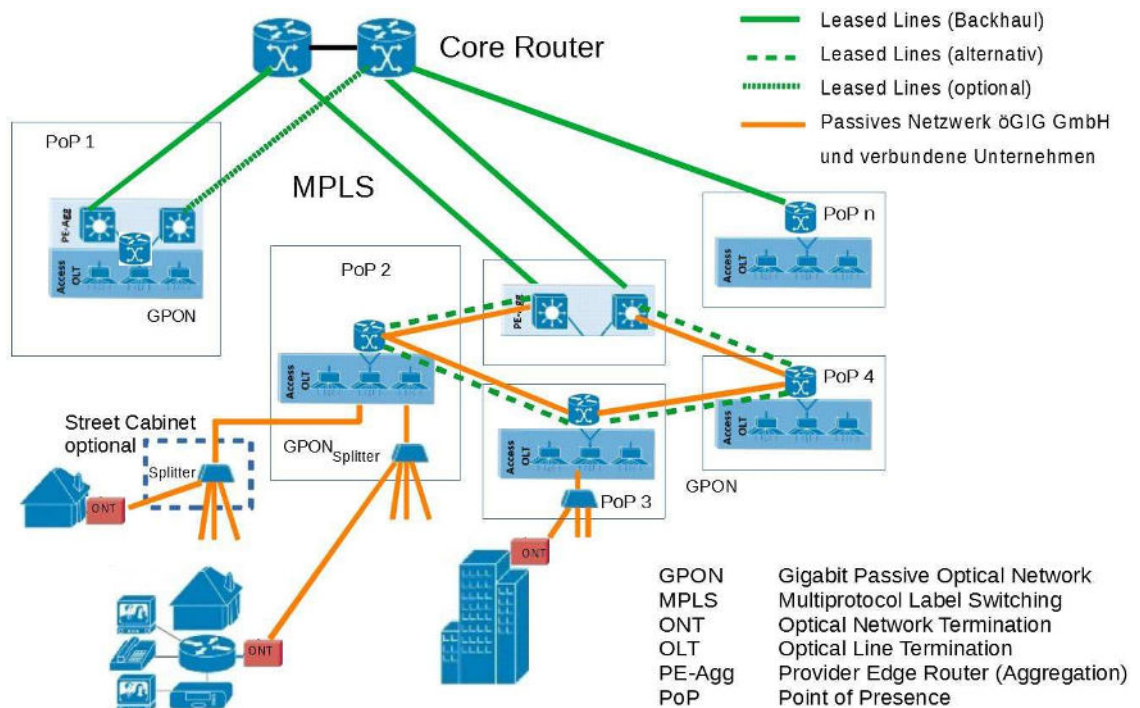 Core Router
Leased Lines (Backhaul)
Leased Lines (alternativ)
Leased Lines (optional)
Passives Netzwerk öGIG GmbH
und verbundene Unternehmen
PoP 1
MPLS
PE-Agg
Access
OLT
GPON
PoP n
Access
OLT
PoP 2
PE-Agg
Access
OLT
PoP 4
Access
OLT
Street Cabinet
optional
Splitter
ONT
GPON
Splitter
Access
OLT
PoP 3
GPON
ONT
ONT
GPON Gigabit Passive Optical Network
MPLS Multiprotocol Label Switching
ONT Optical Network Termination
OLT Optical Line Termination
PE-Agg Provider Edge Router (Aggregation)
PoP Point of Presence